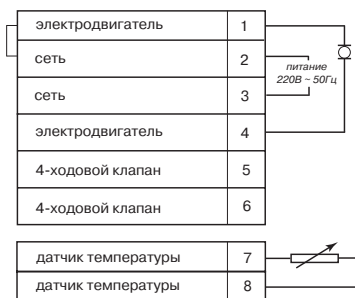 электродвигатель 1
сеть 2
питание
220В ~ 50Гц
сеть 3
электродвигатель 4
4-ходовой клапан 5
4-ходовой клапан 6
датчик температуры 7
датчик температуры 8